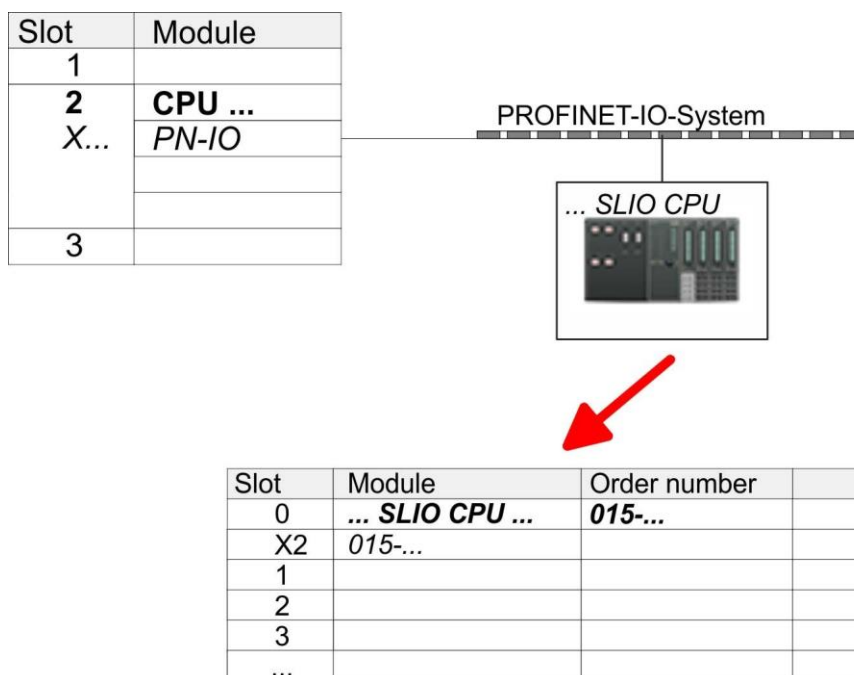 Slot Module
1
2 CPU ...
X... PN-IO
3
PROFINET-IO-System
... SLIO CPU
Slot Module Order number
0 ... SLIO CPU ... 015-...
X2 015-...
1
2
3
...